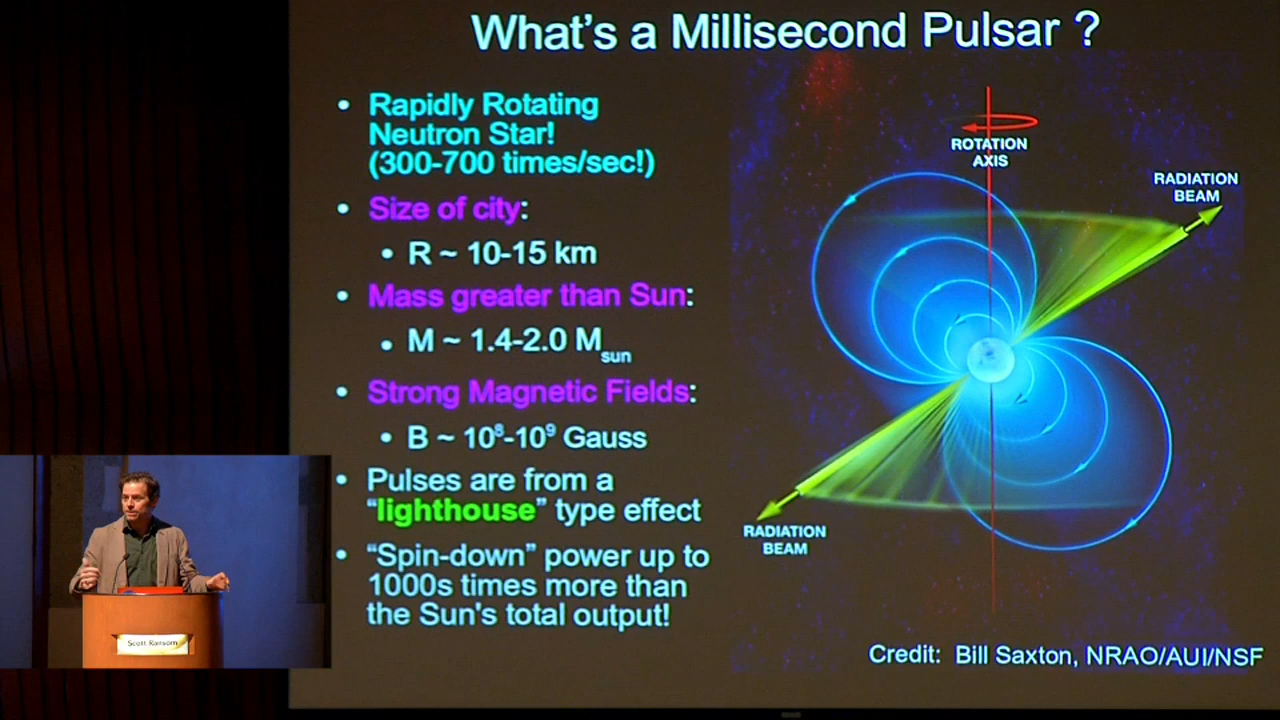 What's a Millisecond Pulsar ?
• Rapidly Rotating
Neutron Star!
(300-700 times/sec!)
• Size of city:
• R ~ 10-15 km
• Mass greater than Sun:
• M ~ 1.4-2.0 Msun
• Strong Magnetic Fields:
• B ~ 10⁸-10⁹ Gauss
• Pulses are from a
“lighthouse” type effect
• “Spin-down” power up to
1000s times more than
the Sun's total output!
ROTATION
AXIS
RADIATION
BEAM
RADIATION
BEAM
Credit: Bill Saxton, NRAO/AUI/NSF
Scott Ransom